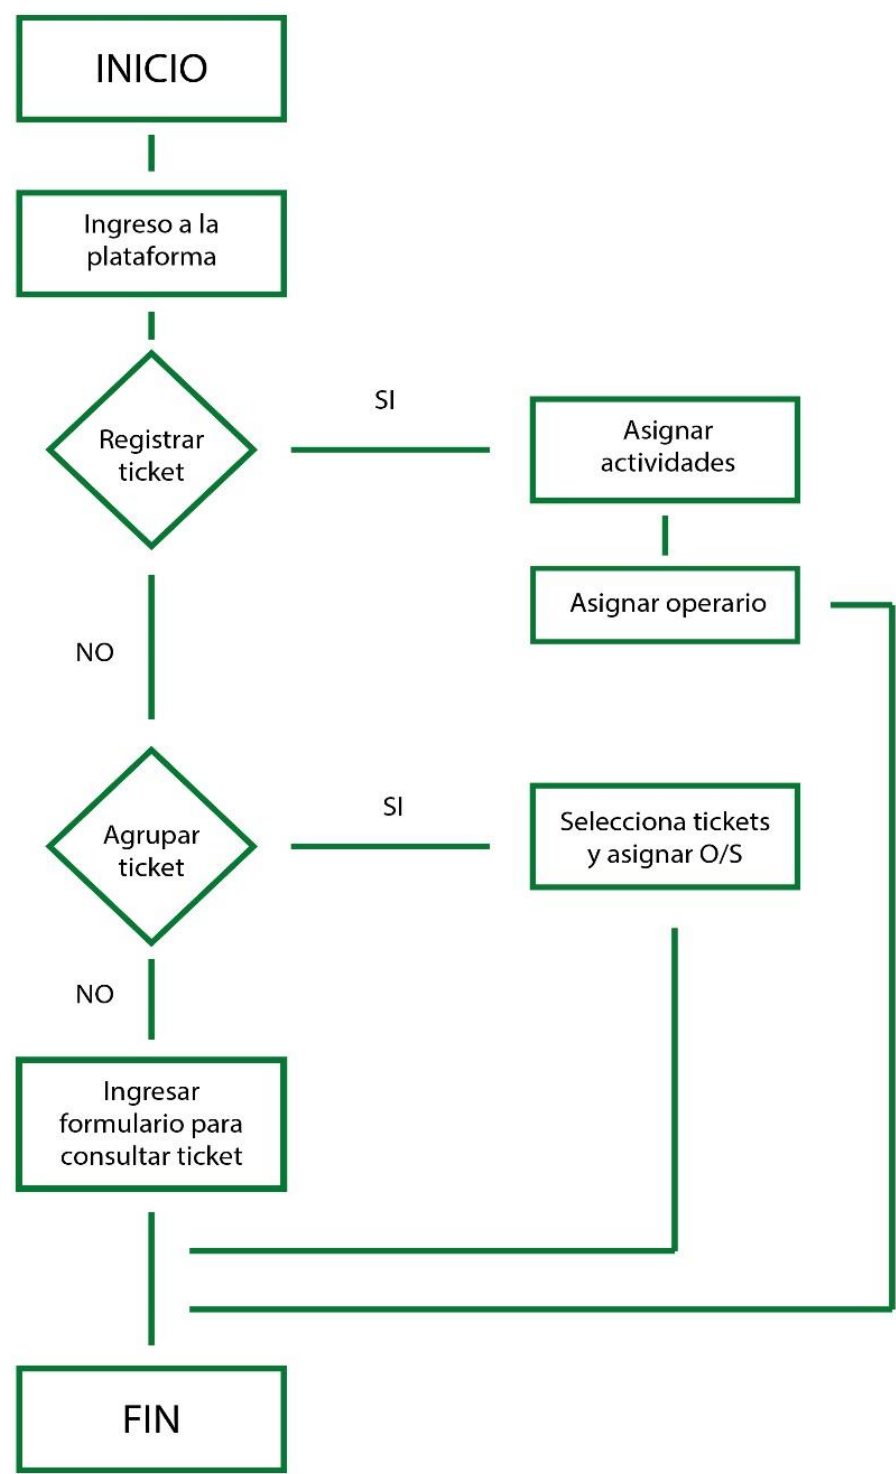 INICIO
Ingreso a la
plataforma
Registrar
ticket
SI
Asignar
actividades
Asignar operario
NO
Agrupar
ticket
SI
Selecciona tickets
y asignar O/S
NO
Ingresar
formulario para
consultar ticket
FIN